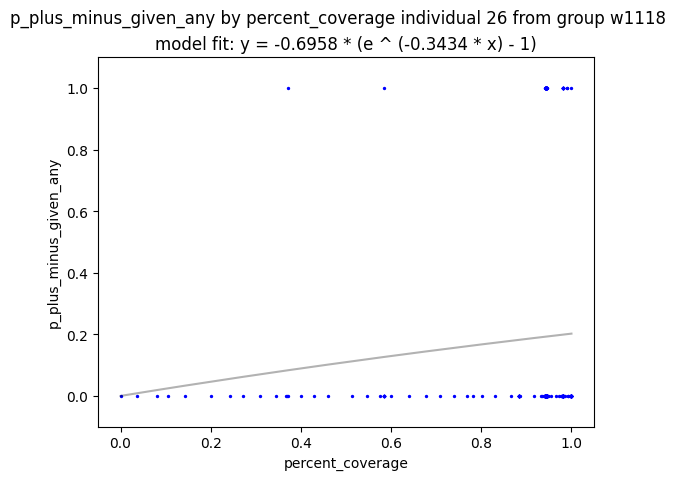 p_plus_minus_given_any by percent_coverage individual 26 from group w1118
model fit: y = -0.6958 * (e ^ (-0.3434 * x) - 1)
1.0
0.8
0.6
0.4
0.2
0.0
p_plus_minus_given_any
0.0 0.2 0.4 0.6 0.8 1.0
percent_coverage